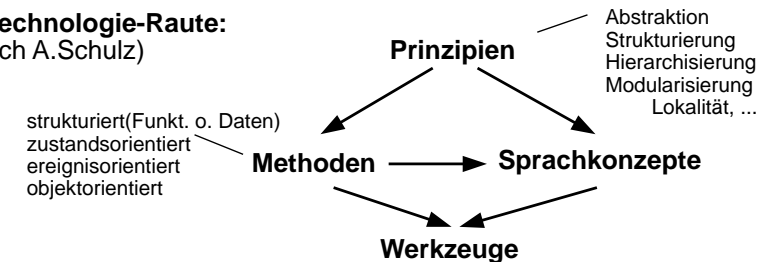 echnologie-Raute:
ch A.Schulz)
Prinzipien
Abstraktion
Strukturierung
Hierarchisierung
Modularisierung
Lokalität, ...
strukturiert(Funkt. o. Daten)
zustandsorientiert
ereignisorientiert
objektorientiert
Methoden
Sprachkonzepte
Werkzeuge